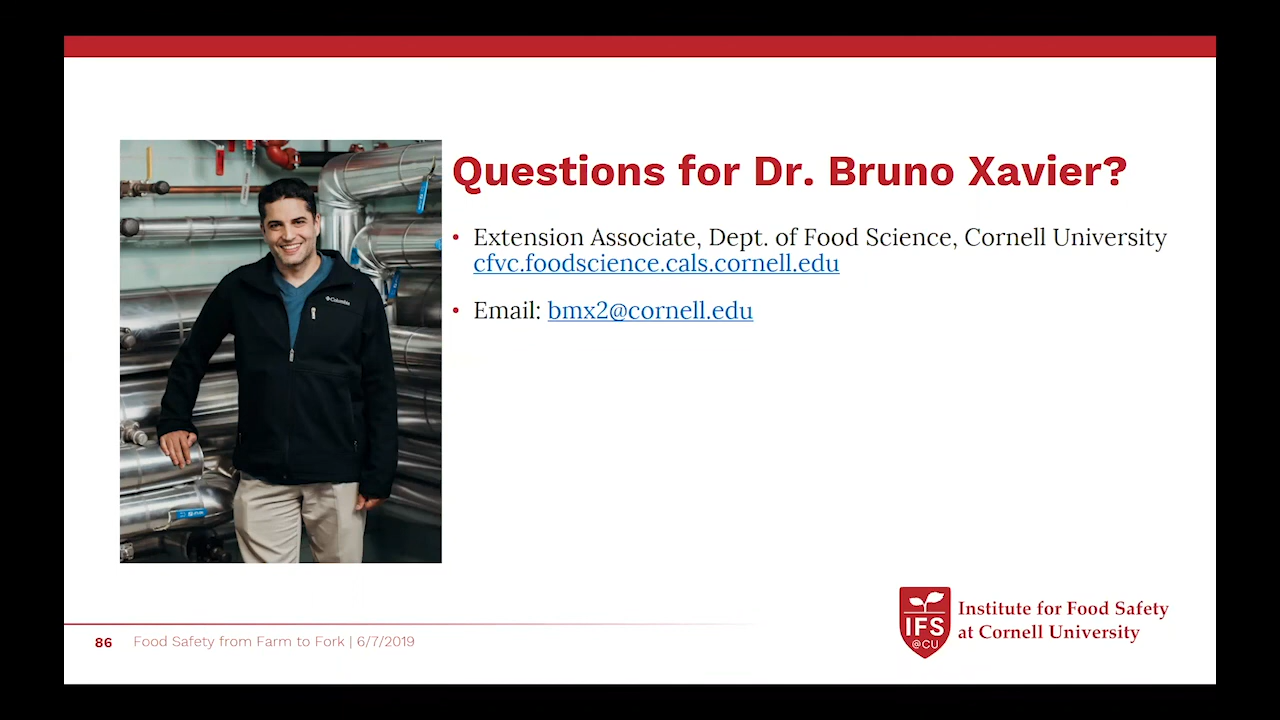 Questions for Dr. Bruno Xavier?
• Extension Associate, Dept. of Food Science, Cornell University
cfvc.foodscience.cals.cornell.edu
• Email: bmx2@cornell.edu
Columbia
IFS
@CU
Institute for Food Safety
at Cornell University
86 Food Safety from Farm to Fork | 6/7/2019